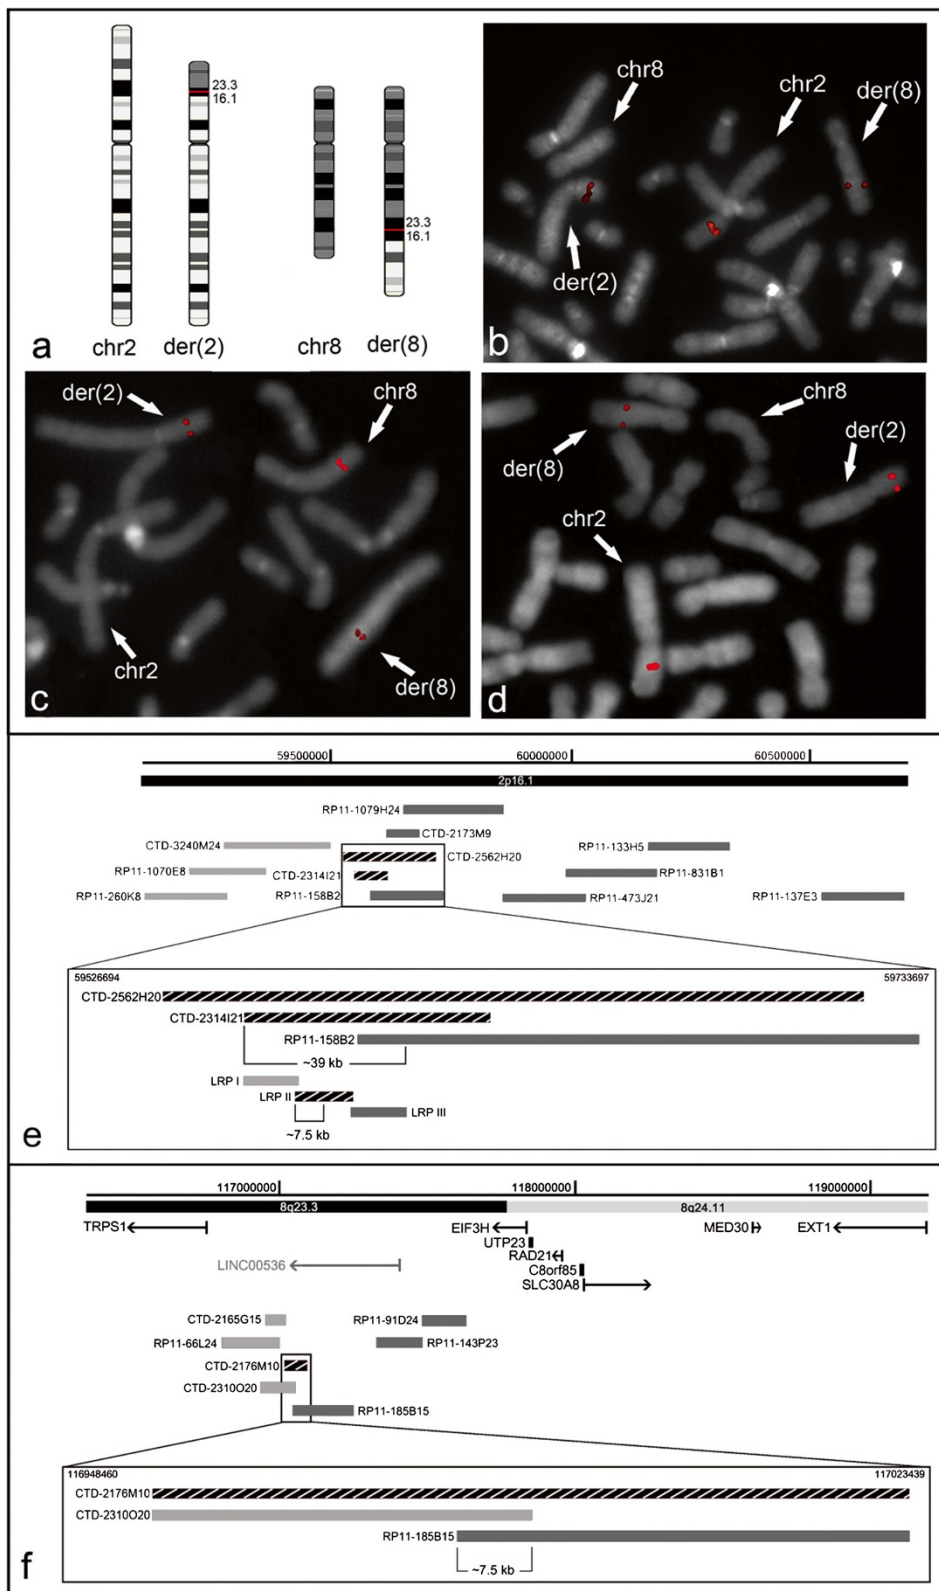 23.3
16.1
23.3
16.1
a
chr2
der(2)
chr8
der(8)
chr8
chr2
der(8)
der(2)
b
der(2)
chr8
chr2
der(8)
c
der(8)
chr8
der(2)
chr2
d
59500000 60000000 60500000
2p16.1
RP11-1079H24
CTD-2173M9
CTD-3240M24
CTD-2562H20
RP11-133H5
RP11-1070E8
CTD-2314I21
RP11-831B1
RP11-260K8
RP11-158B2
RP11-473J21
RP11-137E3
59526694 59733697
CTD-2562H20
CTD-2314I21
RP11-158B2
~39 kb
LRP I
LRP II
LRP III
~7.5 kb
e
117000000 118000000 119000000
8q23.3 8q24.11
TRPS1 EIF3H MED30 EXT1
UTP23
RAD21
LINC00536
C8orf85
SLC30A8
CTD-2165G15 RP11-91D24
RP11-66L24 RP11-143P23
CTD-2176M10
CTD-2310O20
RP11-185B15
116948460 117023439
CTD-2176M10
CTD-2310O20
RP11-185B15
~7.5 kb
f